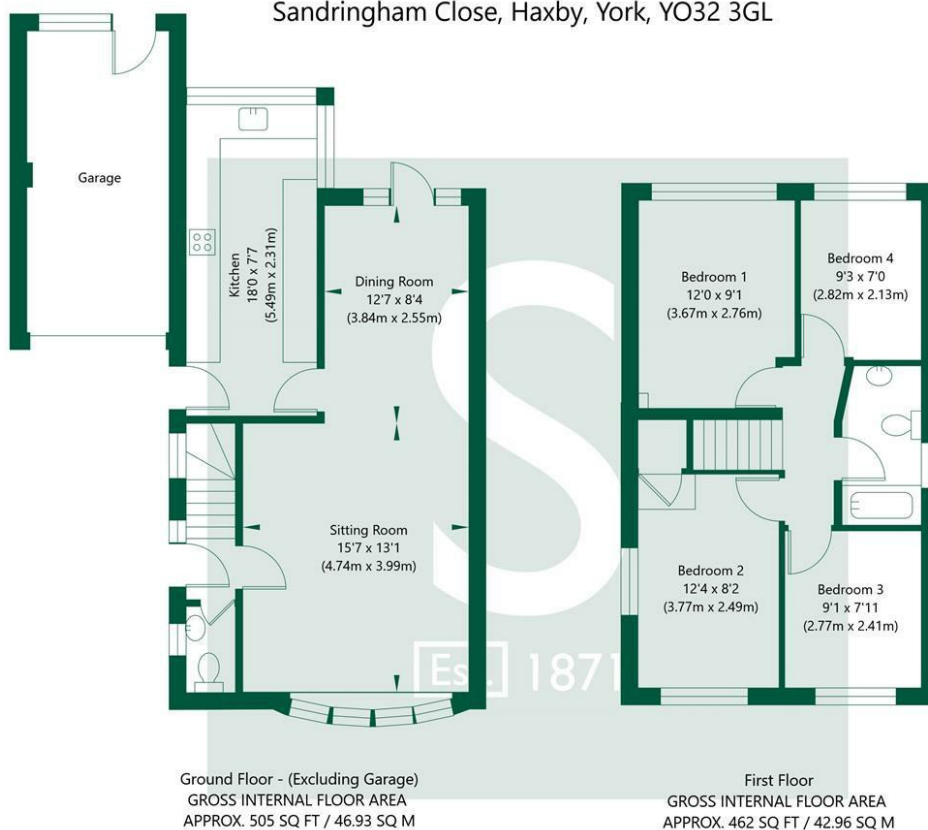 Sandringham Close, Haxby, York, YO32 3GL
Garage
Kitchen
18'0 x 7'7
(5.49m x 2.31m)
Dining Room
12'7 x 8'4
(3.84m x 2.55m)
Sitting Room
15'7 x 13'1
(4.74m x 3.99m)
Bedroom 1
12'0 x 9'1
(3.67m x 2.76m)
Bedroom 4
9'3 x 7'0
(2.82m x 2.13m)
Bedroom 2
12'4 x 8'2
(3.77m x 2.49m)
Bedroom 3
9'1 x 7'11
(2.77m x 2.41m)
S
Est. 1871
Ground Floor - (Excluding Garage)
GROSS INTERNAL FLOOR AREA
APPROX. 505 SQ FT / 46.93 SQ M
First Floor
GROSS INTERNAL FLOOR AREA
APPROX. 462 SQ FT / 42.96 SQ M